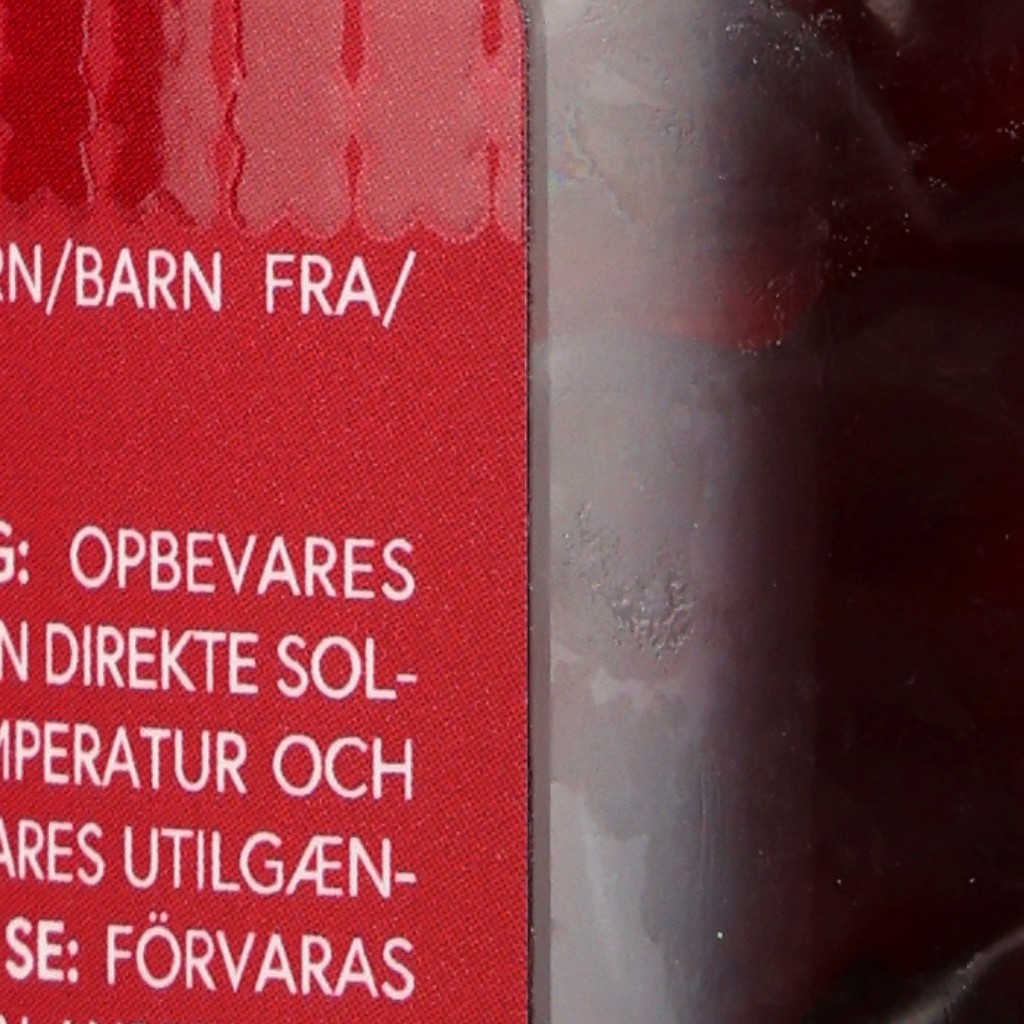 RN/BARN FRA/
G: OPBEVARES
N DIREKTE SOL-
MPERATUR OCH
ARES UTILGÆN-
SE: FÖRVARAS